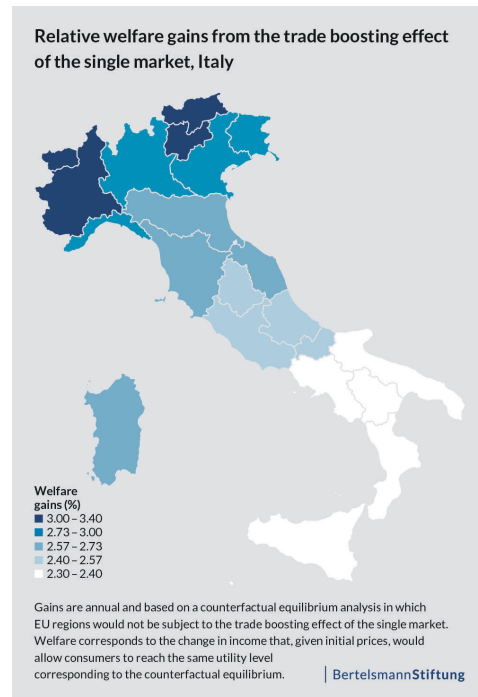 Relative welfare gains from the trade boosting effect
of the single market, Italy
Welfare
gains (%)
3.00 – 3.40
2.73 – 3.00
2.57 – 2.73
2.40 – 2.57
2.30 – 2.40
Gains are annual and based on a counterfactual equilibrium analysis in which
EU regions would not be subject to the trade boosting effect of the single market.
Welfare corresponds to the change in income that, given initial prices, would
allow consumers to reach the same utility level
corresponding to the counterfactual equilibrium.
BertelsmannStiftung